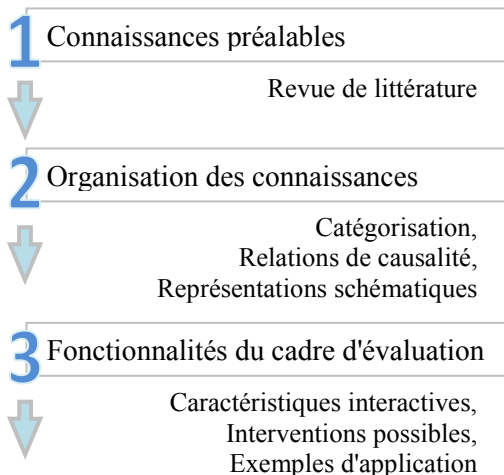 1 Connaissances préalables
Revue de littérature
2 Organisation des connaissances
Catégorisation,
Relations de causalité,
Représentations schématiques
3 Fonctionnalités du cadre d'évaluation
Caractéristiques interactives,
Interventions possibles,
Exemples d'application